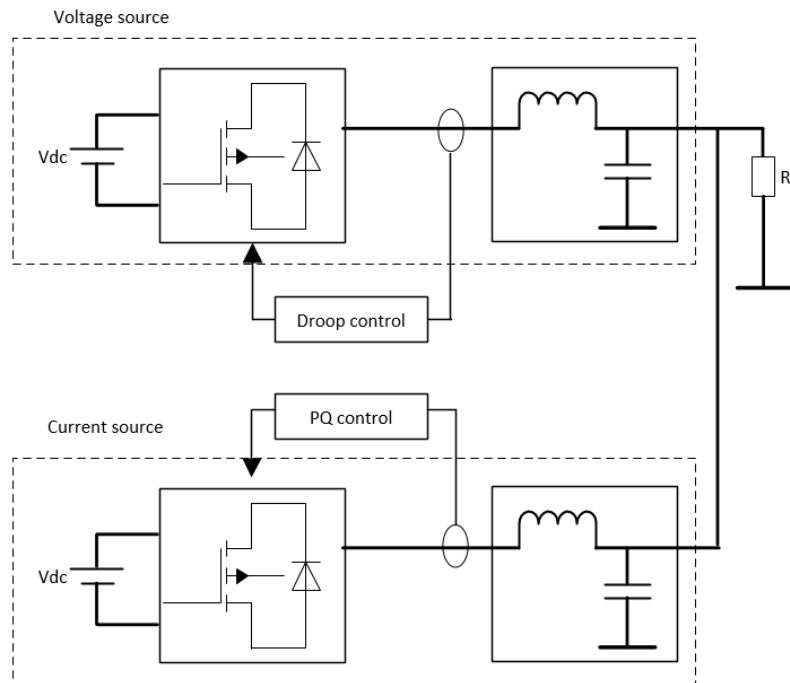 Voltage source
Vdc
R
Droop control
PQ control
Current source
Vdc